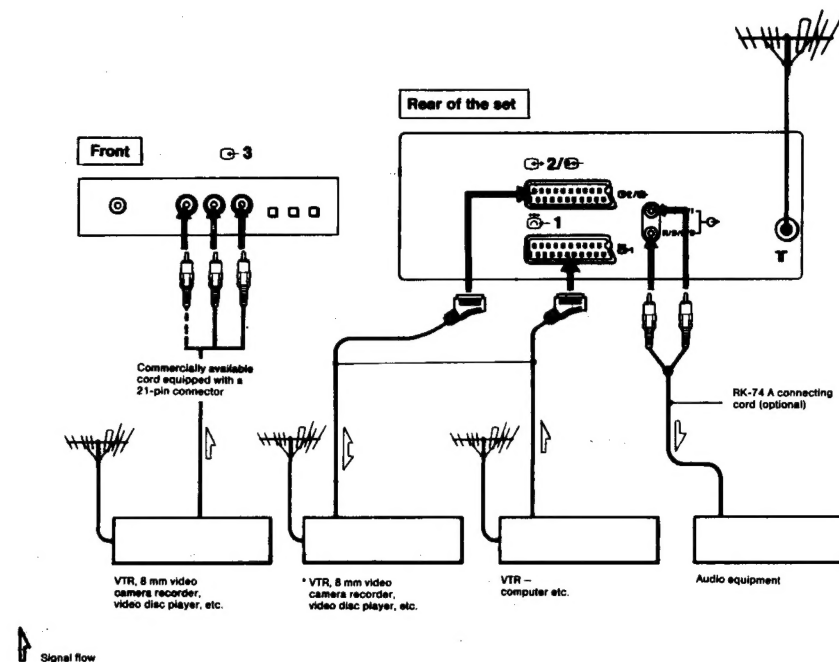 Rear of the set
Front
3
2/
1
Commercially available
cord equipped with a
21-pin connector
RK-74 A connecting
cord (optional)
VTR, 8 mm video
camera recorder,
video disc player, etc.
* VTR, 8 mm video
camera recorder,
video disc player, etc.
VTR –
computer etc.
Audio equipment
Signal flow